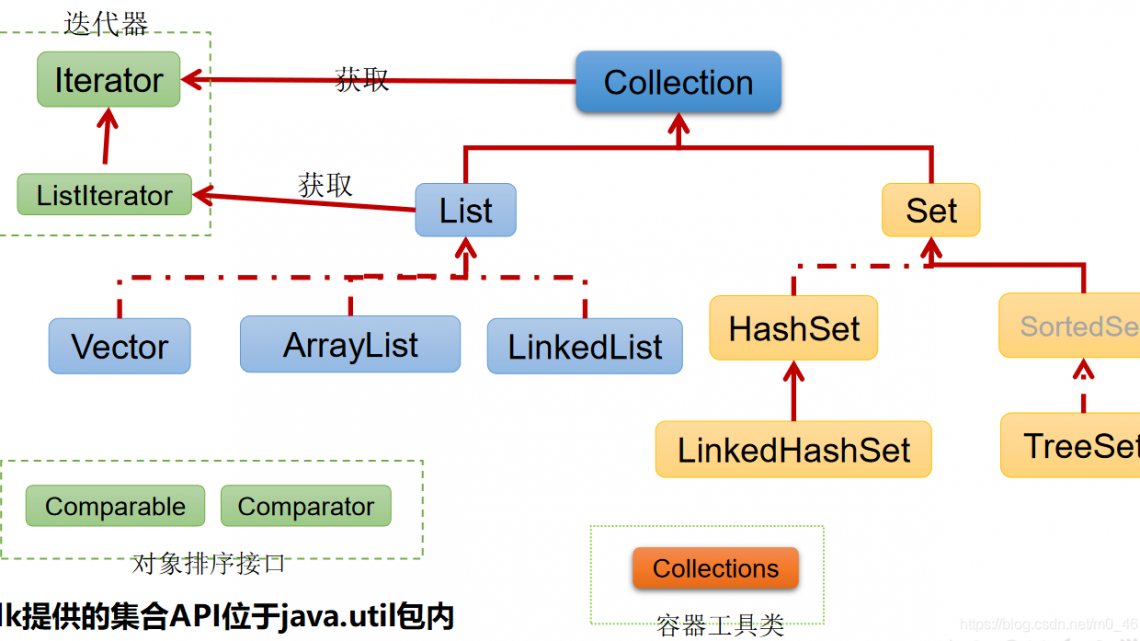 迭代器
Iterator
获取
Collection
ListIterator
获取
List
Set
Vector
ArrayList
LinkedList
HashSet
SortedSe
LinkedHashSet
TreeSet
Comparable
Comparator
对象排序接口
Collections
容器工具类
dk提供的集合API位于java.util包内
https://blog.csdn.net/m0_46